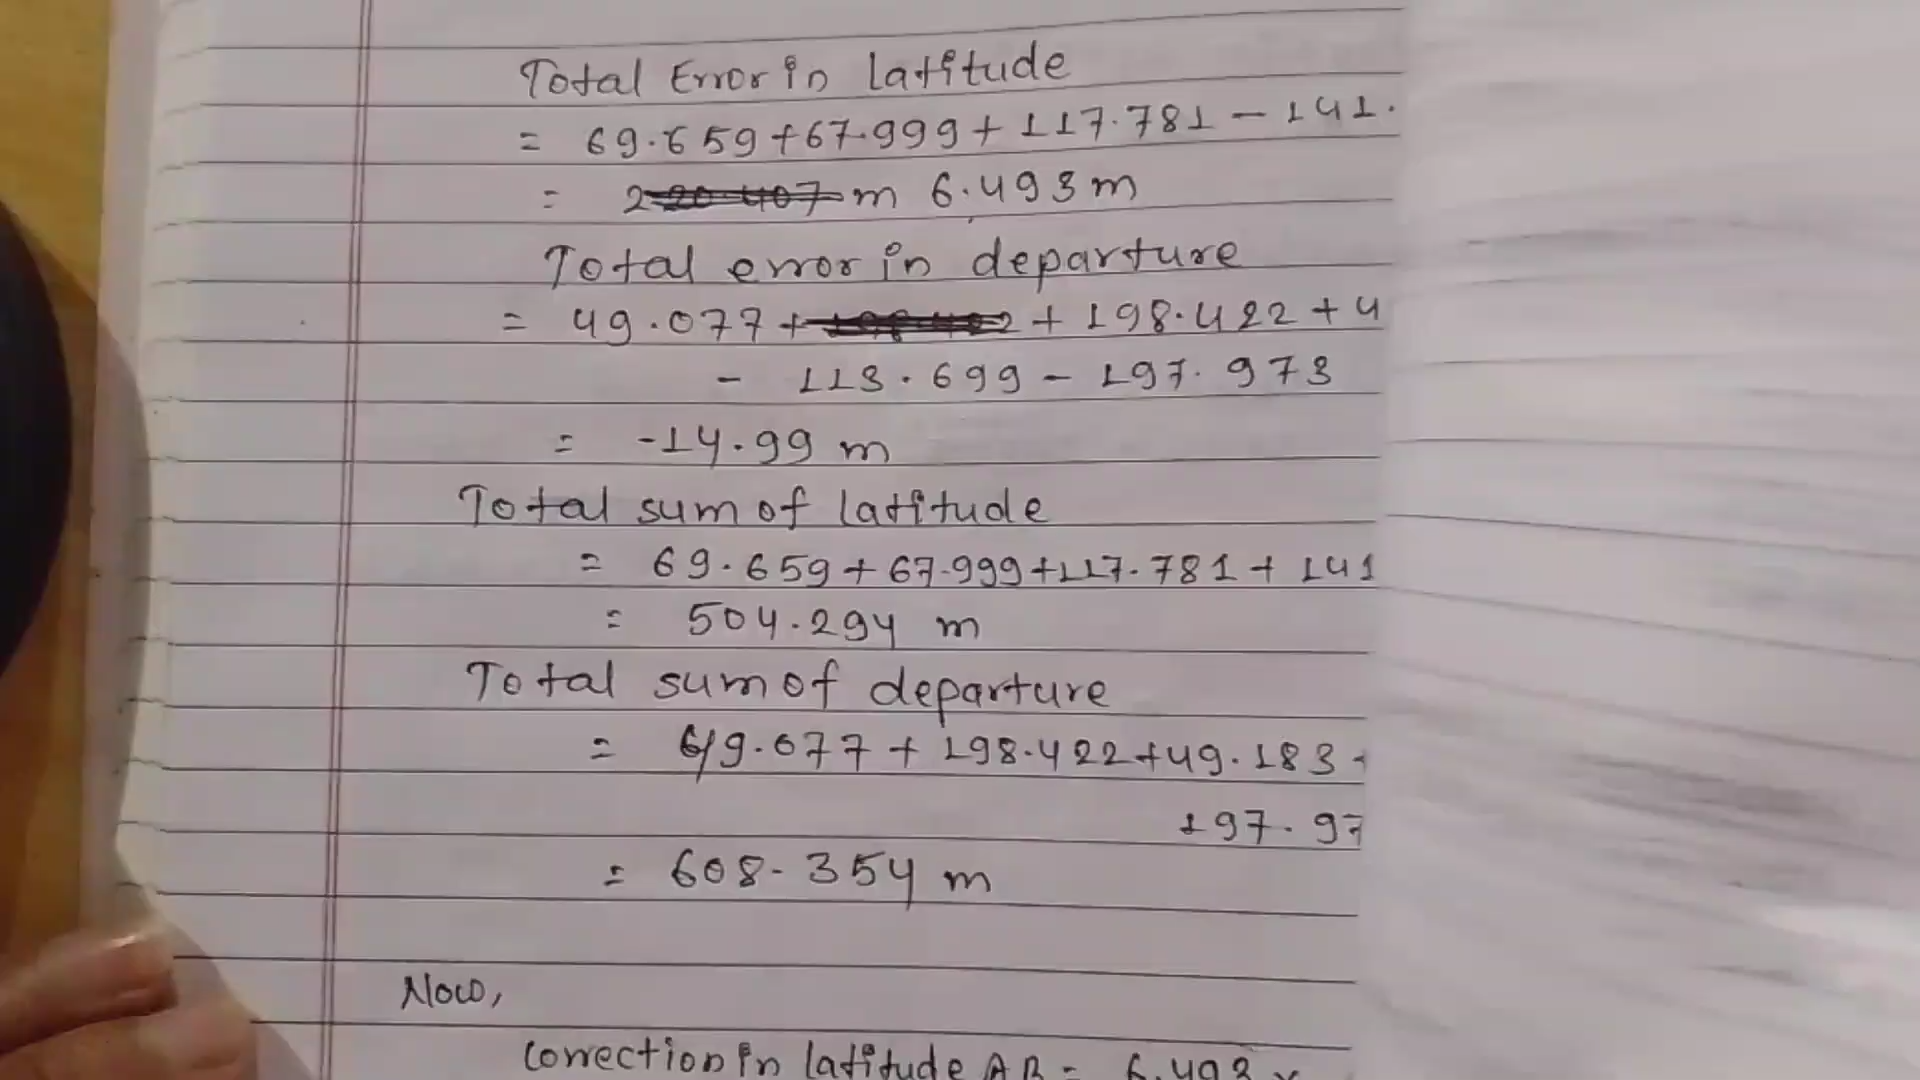 Total Error in latitude
= 69.659 + 67.999 + 117.781 - 141.
= m 6.493 m
Total error in departure
= 49.077 + + 198.422 + 4
- 113.699 - 197.973
= -14.99 m
Total sum of latitude
= 69.659 + 67.999 + 117.781 + 141
= 504.294 m
Total sum of departure
= 49.077 + 198.422 + 49.183 +
197.97
= 608.354 m
Now,
correction in latitude AB = 6.493 x